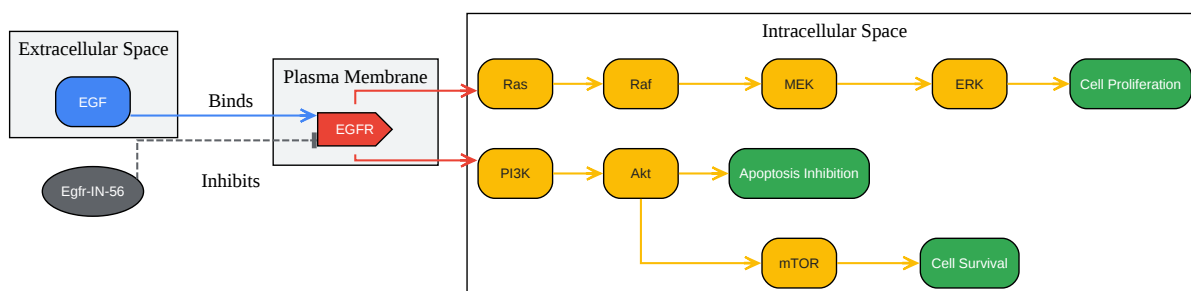 Extracellular Space
EGF
Egfr-IN-56
Binds
Inhibits
Plasma Membrane
EGFR
Intracellular Space
Ras
Raf
MEK
ERK
Cell Proliferation
PI3K
Akt
Apoptosis Inhibition
mTOR
Cell Survival